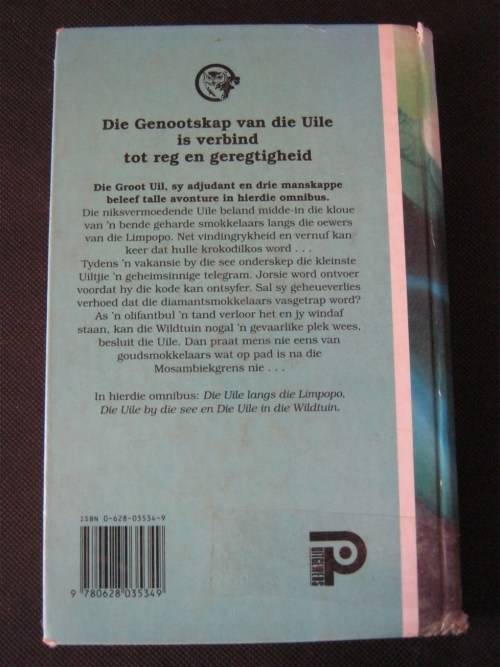 Die Genootskap van die Uile
is verbind
tot reg en geregtigheid
Die Groot Uil, sy adjudant en drie manskappe
beleef talle avonture in hierdie omnibus.
Die niksvermoedende Uile beland midde-in die kloue
van 'n bende geharde smokkelaars langs die oewers
van die Limpopo. Net vindingrykheid en vernuf kan
keer dat hulle krokodilkos word . . .
Tydens 'n vakansie by die see onderskep die kleinste
Uiltjie 'n geheimsinnige telegram. Jorsie word ontvoer
voordat hy die kode kan ontsyfer. Sal sy geheueverlies
verhoed dat die diamantsmokkelaars vasgetrap word?
As 'n olifantbul 'n tand verloor het en jy windaf
staan, kan die Wildtuin nogal 'n gevaarlike plek wees,
besluit die Uile. Dan praat mens nie eens van
goudsmokkelaars wat op pad is na die
Mosambiekgrens nie . . .
In hierdie omnibus: Die Uile langs die Limpopo,
Die Uile by die see en Die Uile in die Wildtuin.
ISBN 0-628-03534-9
9 780628 035349